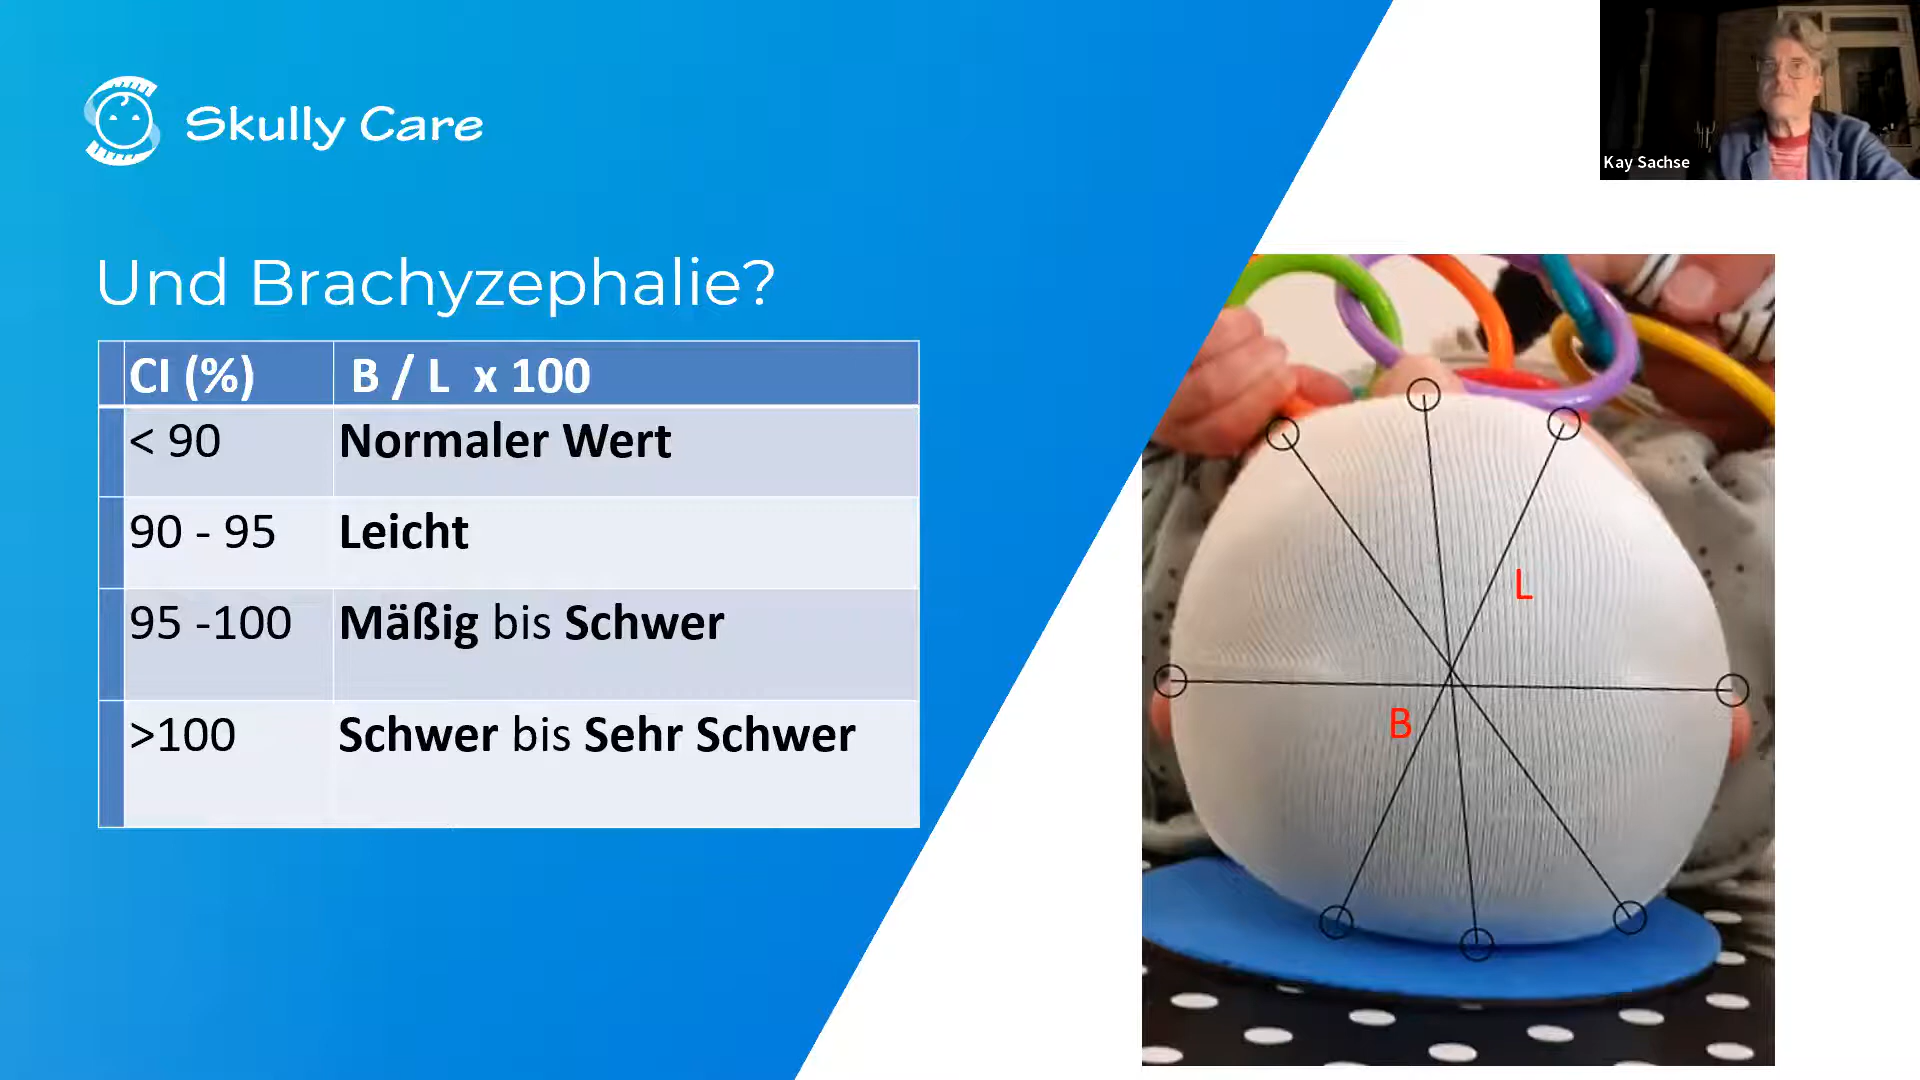 Skully Care
Kay Sachse
Und Brachyzephalie?
CI (%) B / L x 100
< 90 Normaler Wert
90 - 95 Leicht
95 -100 Mäßig bis Schwer
>100 Schwer bis Sehr Schwer
L
B